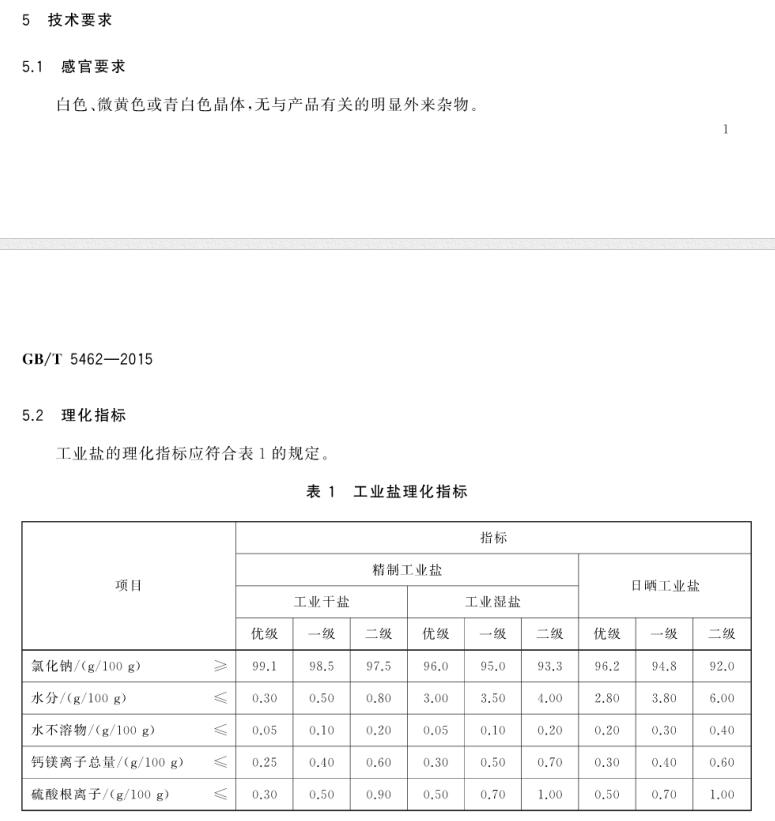 5 技术要求
5.1 感官要求
白色、微黄色或青白色晶体,无与产品有关的明显外来杂物。
1
GB/T 5462—2015
5.2 理化指标
工业盐的理化指标应符合表 1 的规定。
表 1 工业盐理化指标
项目 指标
精制工业盐 日晒工业盐
工业干盐 工业湿盐
优级 一级 二级 优级 一级 二级 优级 一级 二级
氯化钠/(g/100 g) ≥ 99.1 98.5 97.5 96.0 95.0 93.3 96.2 94.8 92.0
水分/(g/100 g) ≤ 0.30 0.50 0.80 3.00 3.50 4.00 2.80 3.80 6.00
水不溶物/(g/100 g) ≤ 0.05 0.10 0.20 0.05 0.10 0.20 0.20 0.30 0.40
钙镁离子总量/(g/100 g) ≤ 0.25 0.40 0.60 0.30 0.50 0.70 0.30 0.40 0.60
硫酸根离子/(g/100 g) ≤ 0.30 0.50 0.90 0.50 0.70 1.00 0.50 0.70 1.00